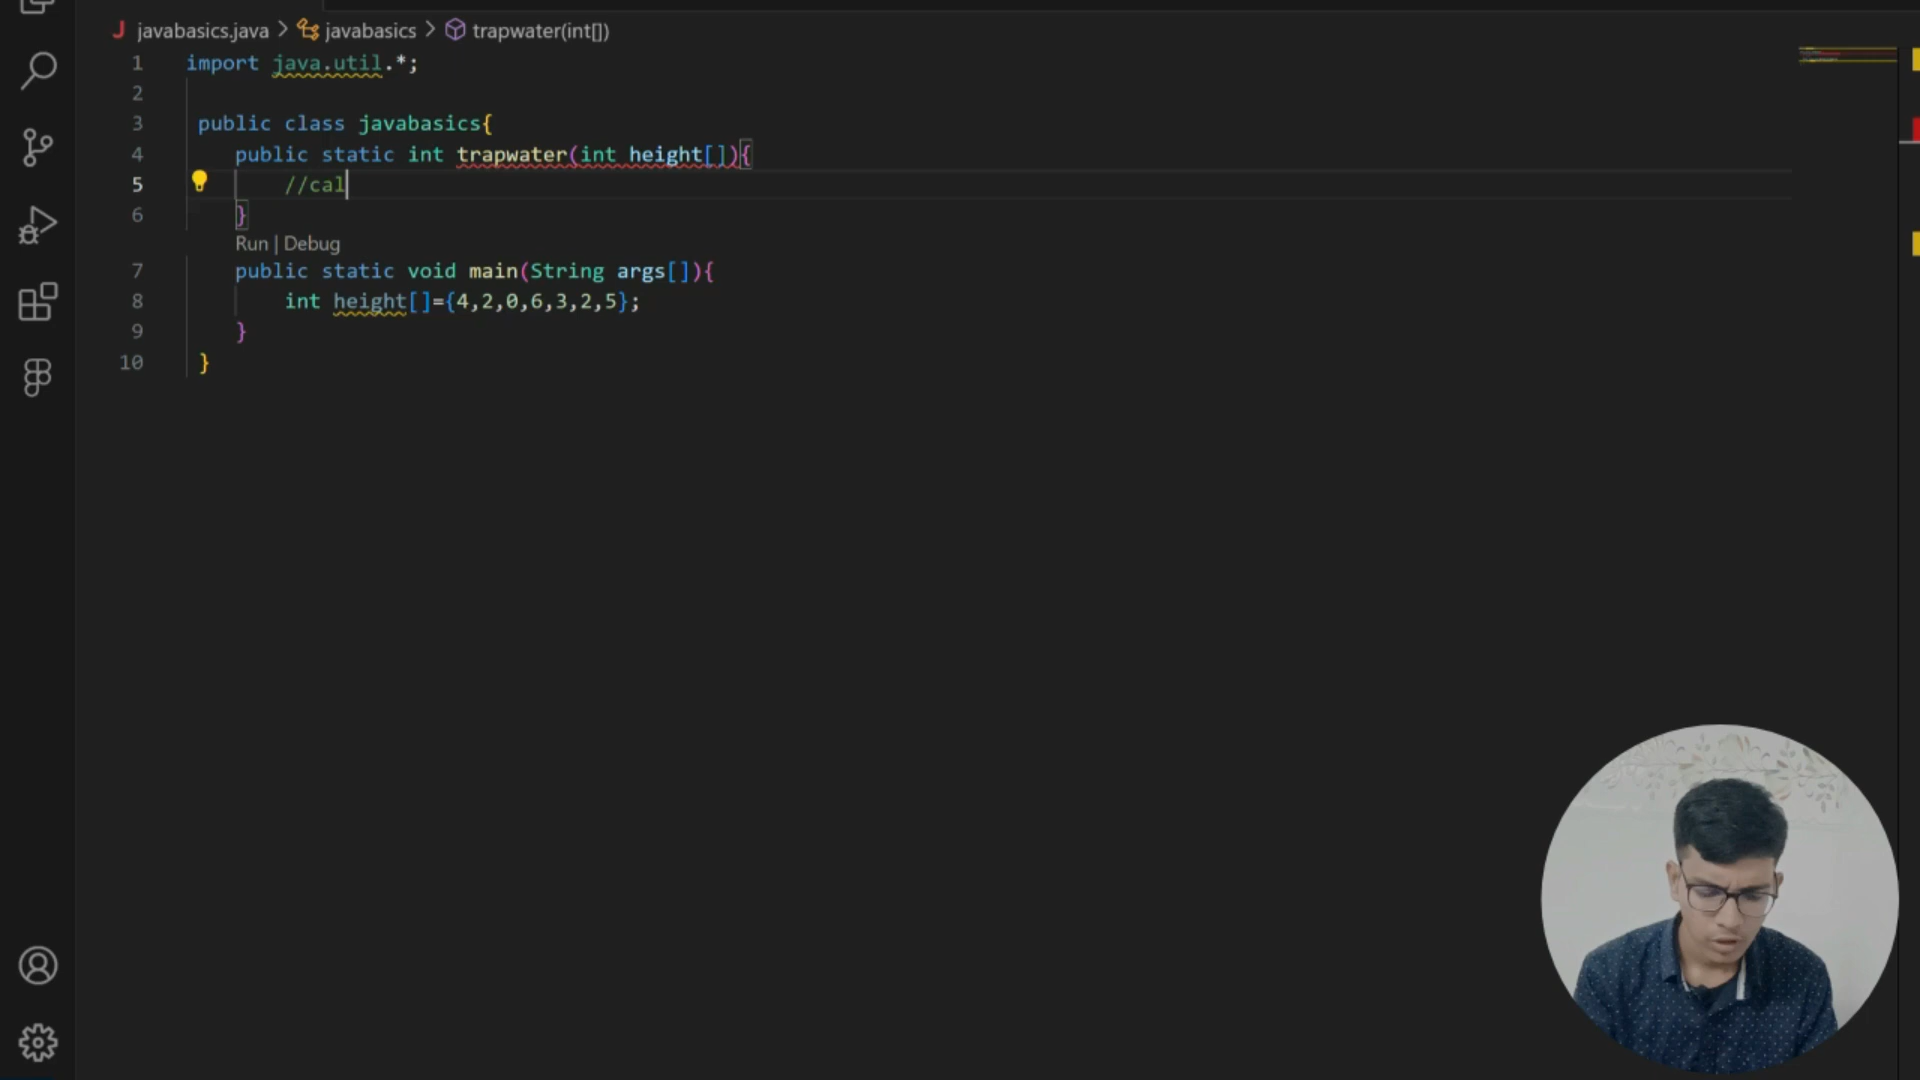 javabasics.java > javabasics > trapwater(int[])
1 import java.util.*;
2
3 public class javabasics{
4 public static int trapwater(int height[]){
5 //cal
6 }
Run | Debug
7 public static void main(String args[]){
8 int height[]={4,2,0,6,3,2,5};
9 }
10 }